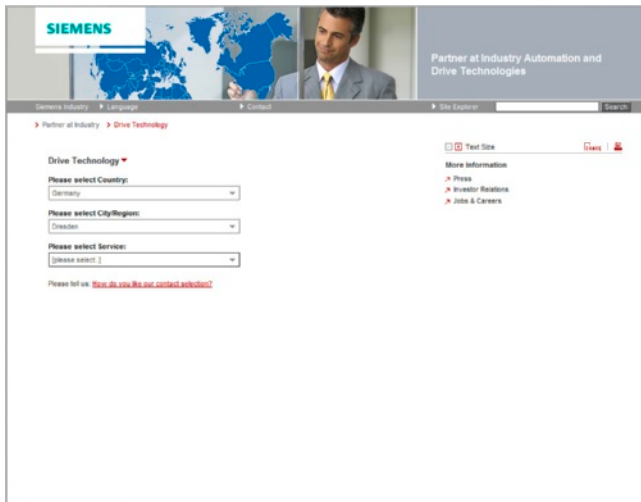 SIEMENS
Partner at Industry Automation and
Drive Technologies
Siemens Industry
Language
Contact
Site Explorer
Search
Partner at Industry
Drive Technology
Text Size
More Information
Press
Investor Relations
Jobs & Careers
Drive Technology
Please select Country:
Germany
Please select City/Region:
Dresden
Please select Service:
[please select..]
Please tell us: How do you like our contact selection?